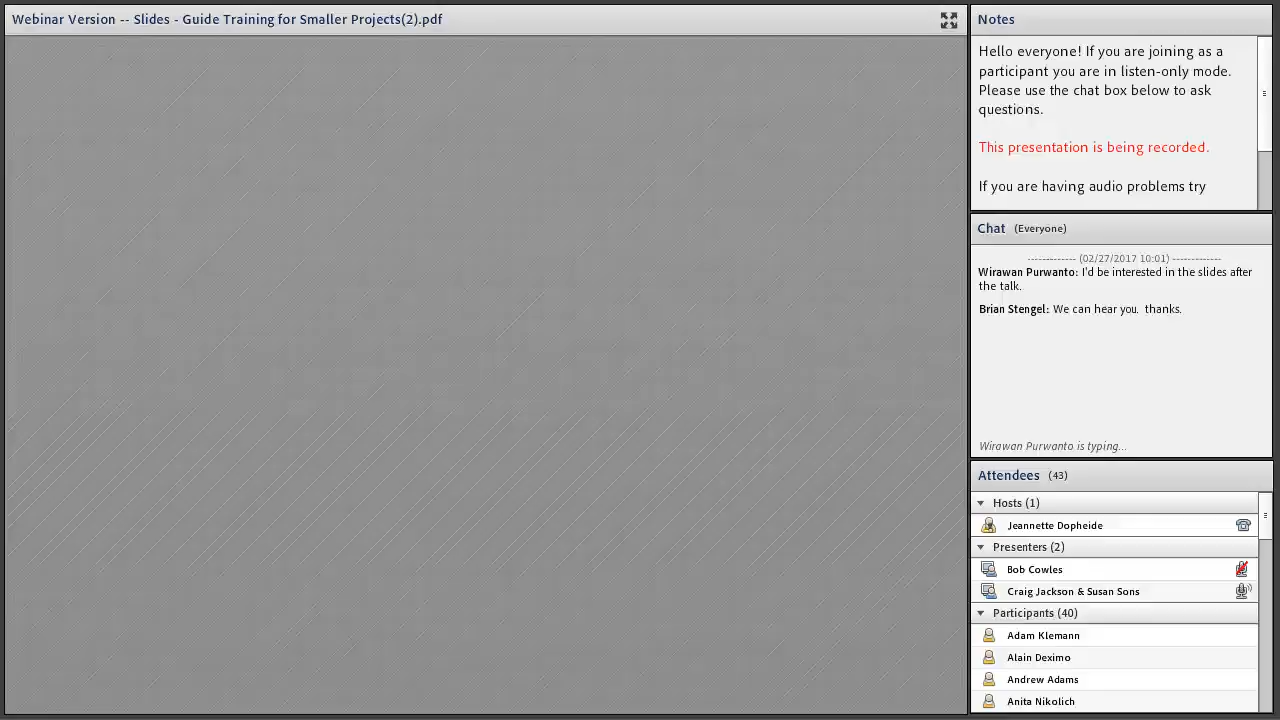 Webinar Version -- Slides - Guide Training for Smaller Projects(2).pdf
Notes
Hello everyone! If you are joining as a
participant you are in listen-only mode.
Please use the chat box below to ask
questions.
This presentation is being recorded.
If you are having audio problems try
Chat (Everyone)
------------- (02/27/2017 10:01) -------------
Wirawan Purwanto: I'd be interested in the slides after
the talk.
Brian Stengel: We can hear you. thanks.
Wirawan Purwanto is typing...
Attendees (43)
Hosts (1)
Jeannette Dopheide
Presenters (2)
Bob Cowles
Craig Jackson & Susan Sons
Participants (40)
Adam Klemann
Alain Deximo
Andrew Adams
Anita Nikolich